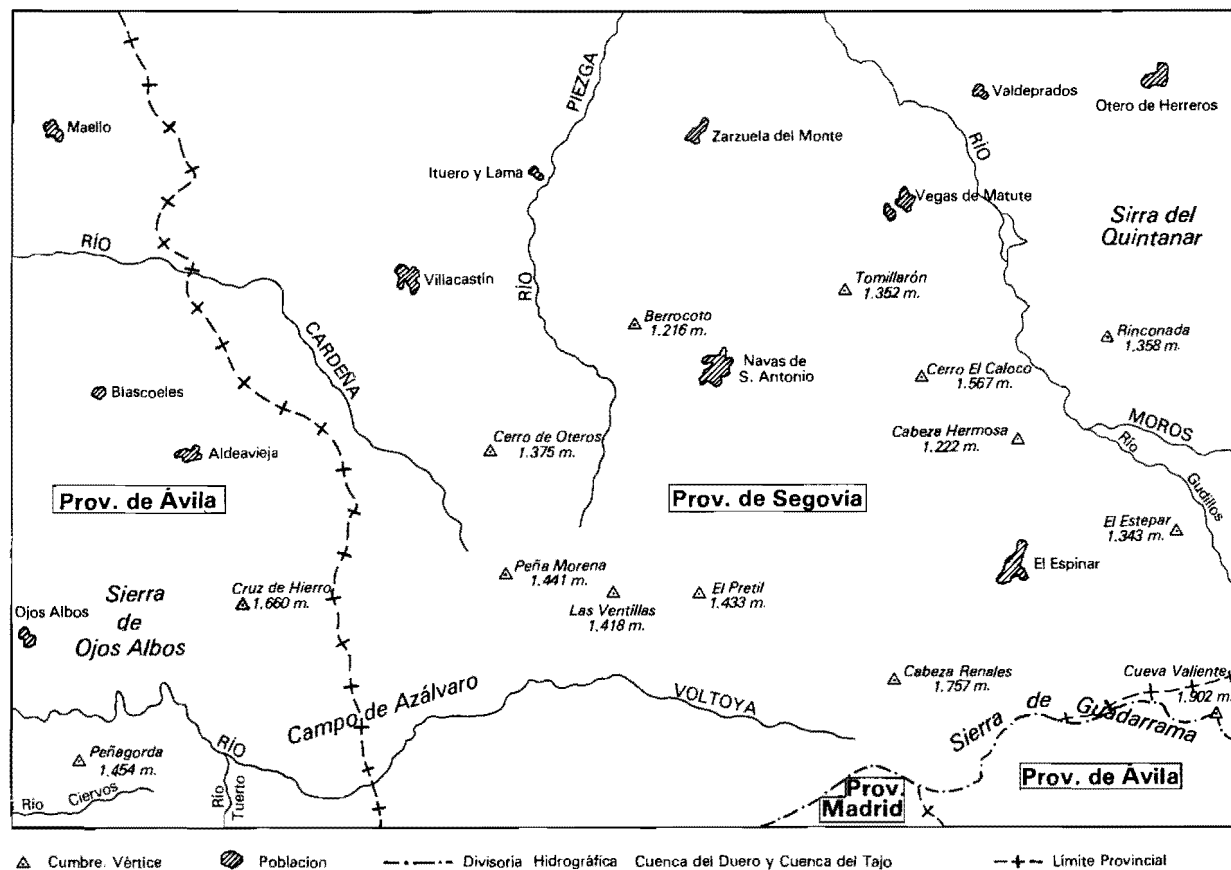 Maello
PIEZGA
Valdeprados
Otero de Herreros
Zarzuela del Monte
Ituero y Lama
RÍO
Vegas de Matute
Sirra del
Quintanar
RÍO
Villacastín
RÍO
Tomillarón
1.352 m.
Berrocoto
1.216 m.
Rinconada
1.358 m.
CARDEÑA
Navas de
S. Antonio
Cerro El Caloco
1.567 m.
Blascoeles
MOROS
Cerro de Oteros
1.375 m.
Cabeza Hermosa
1.222 m.
Río
Gudillos
Aldeavieja
Prov. de Ávila
Prov. de Segovia
El Estepar
1.343 m.
Peña Morena
1.441 m.
El Espinar
Cruz de Hierro
1.660 m.
El Pretil
1.433 m.
Las Ventillas
1.418 m.
Sierra
de
Ojos Albos
Ojos Albos
Cabeza Renales
1.757 m.
Cueva Valiente
1.902 m.
Campo de Azálvaro
VOLTOYA
Sierra de Guadarrama
RÍO
Peñagorda
1.454 m.
Río Ciervos
Río
Tuerto
Prov.
Madrid
Prov. de Ávila
Cumbre. Vértice
Poblacion
Divisoria Hidrográfica Cuenca del Duero y Cuenca del Tajo
Límite Provincial